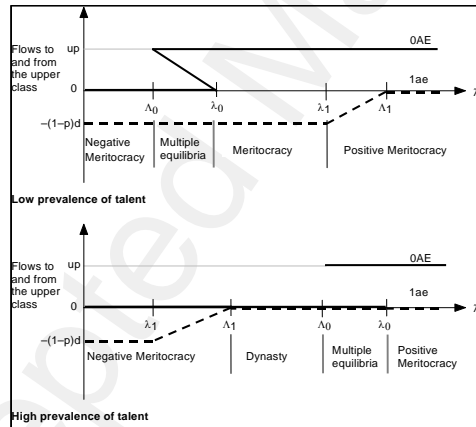 up
0AE
Flows to
and from
the upper
class
0
1ae
Λ0
λ0
λ1
Λ1
–(1–p)d
Negative
Meritocracy
Multiple
equilibria
Meritocracy
Positive Meritocracy
Low prevalence of talent
up
0AE
Flows to
and from
the upper
class
0
1ae
λ1
Λ1
Λ0
λ0
–(1–p)d
Negative Meritocracy
Dynasty
Multiple
equilibria
Positive
Meritocracy
High prevalence of talent